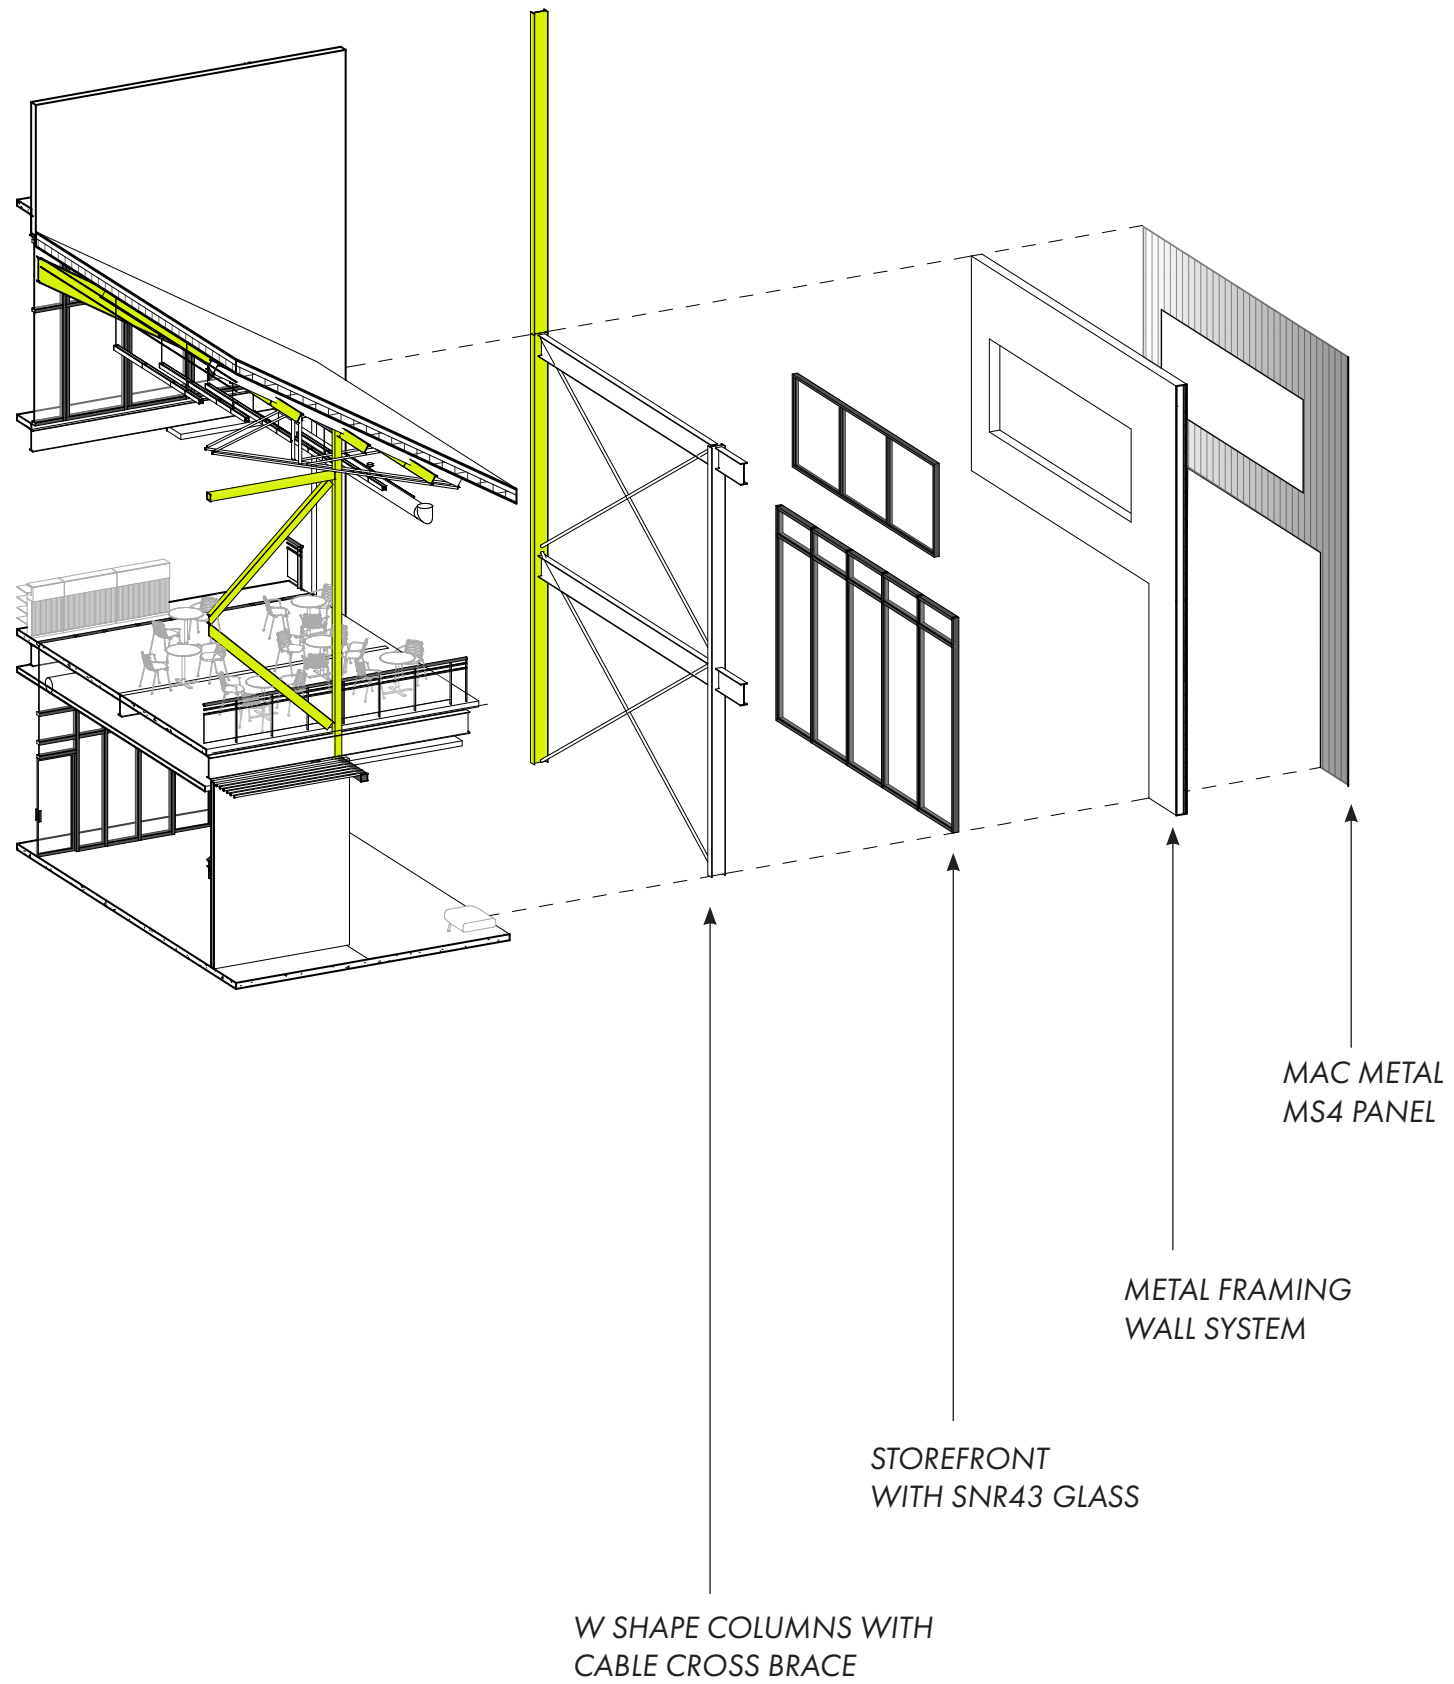 MAC METAL
MS4 PANEL
METAL FRAMING
WALL SYSTEM
STOREFRONT
WITH SNR43 GLASS
W SHAPE COLUMNS WITH
CABLE CROSS BRACE